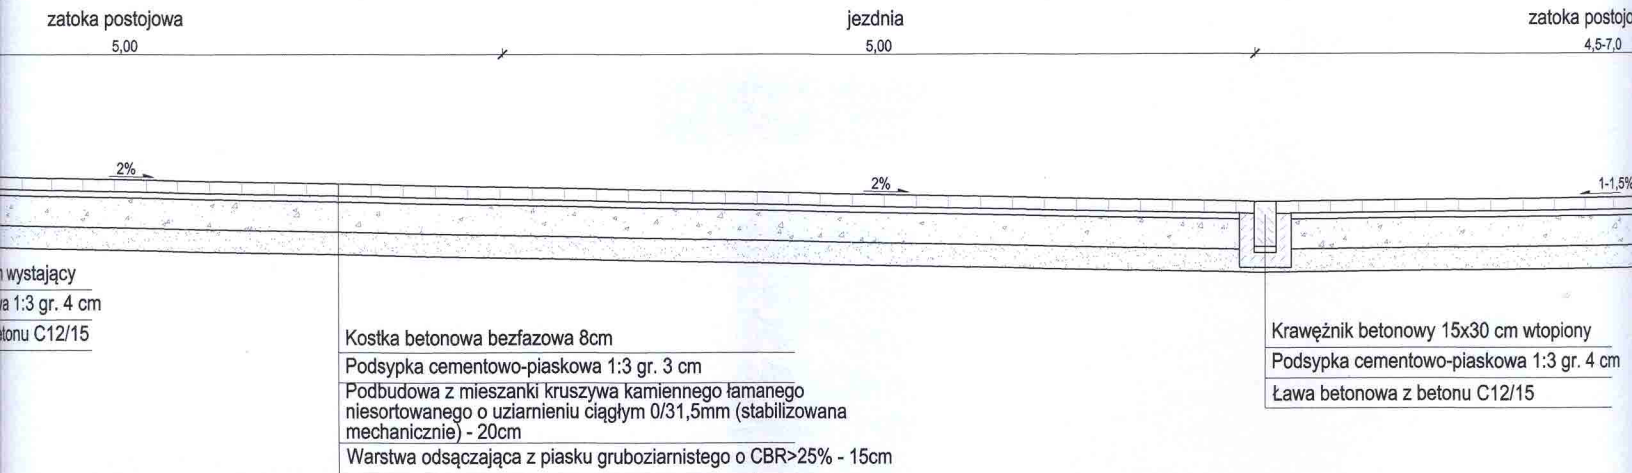 zatoka postojowa
5,00
jezdnia
5,00
zatoka
4,5-7,0
2%
2%
1-1,5%
wystający
1:3 gr. 4 cm
C12/15
Kostka betonowa bezfazowa 8cm
Podsypka cementowo-piaskowa 1:3 gr. 3 cm
Podbudowa z mieszanki kruszywa kamiennego łamanego
niesortowanego o uziarnieniu ciągłym 0/31,5mm (stabilizowana
mechanicznie) - 20cm
Warstwa odsączająca z piasku gruboziarnistego o CBR>25% - 15cm
Krawężnik betonowy 15x30 cm wtopiony
Podsypka cementowo-piaskowa 1:3 gr. 4 cm
Ława betonowa z betonu C12/15